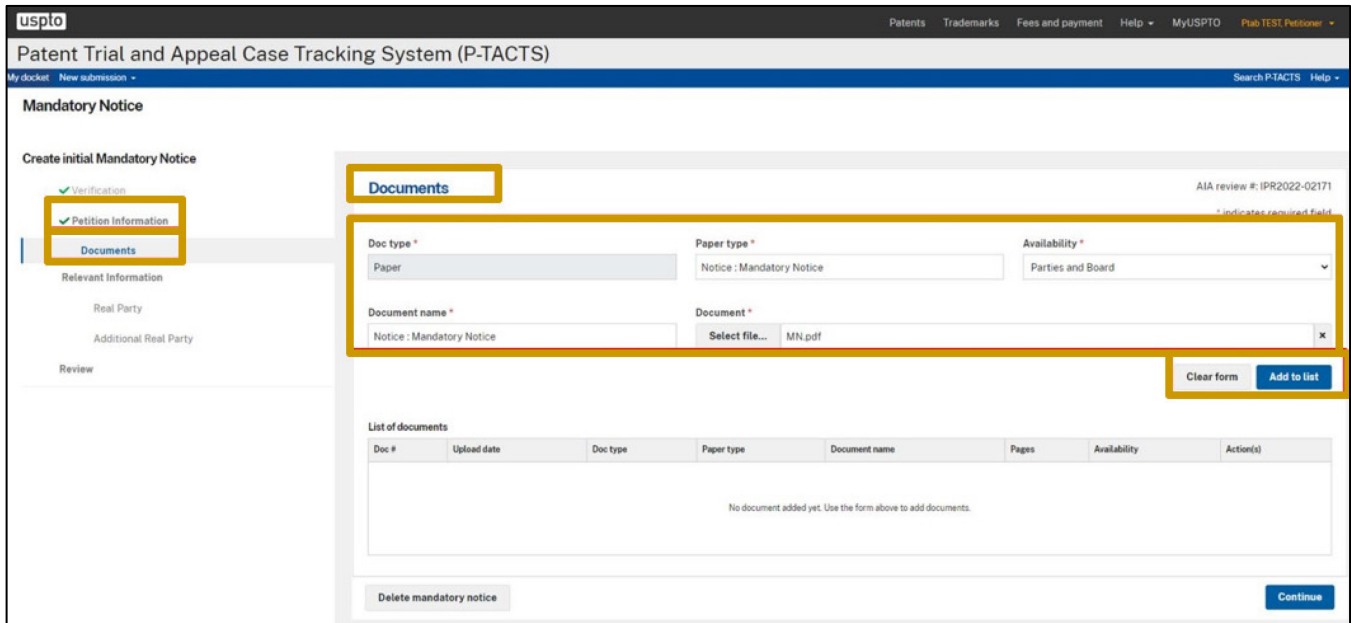 uspto
Patents Trademarks Fees and payment Help MyUSPTO Ptab TEST, Petitioner
Patent Trial and Appeal Case Tracking System (P-TACTS)
My docket New submission Search P-TACTS Help
Mandatory Notice
Create initial Mandatory Notice
Verification
Petition Information
Documents
Relevant Information
Real Party
Additional Real Party
Review
Documents AIA review #: IPR2022-02171
* indicates required field
Doc type * Paper type * Availability *
Paper Notice : Mandatory Notice Parties and Board
Document name * Document *
Notice : Mandatory Notice Select file... MN.pdf x
Clear form Add to list
List of documents
Doc # Upload date Doc type Paper type Document name Pages Availability Action(s)
No document added yet. Use the form above to add documents.
Delete mandatory notice Continue